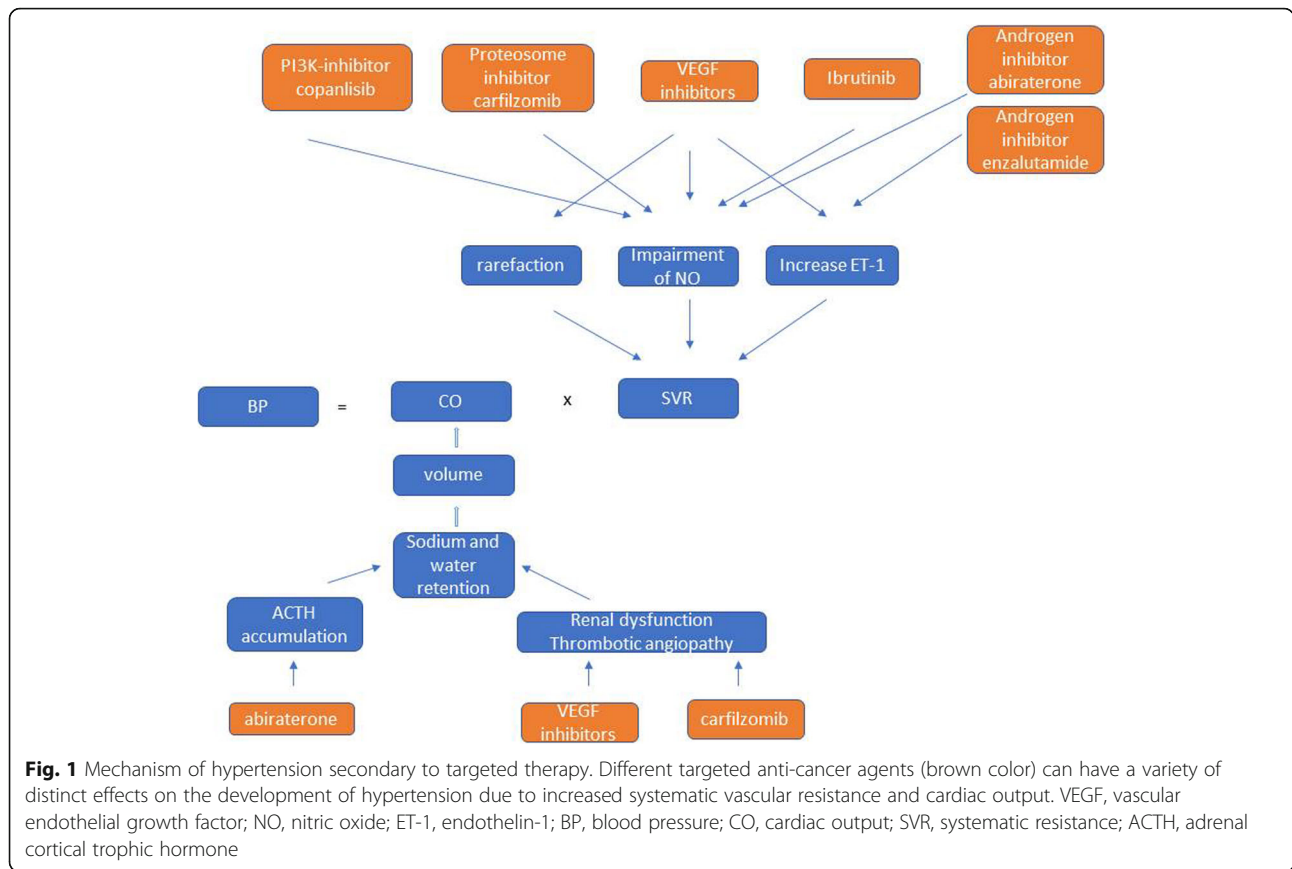 PI3K-inhibitor
copanlisib
Proteosome
inhibitor
carfilzomib
VEGF
inhibitors
Ibrutinib
Androgen
inhibitor
abiraterone
Androgen
inhibitor
enzalutamide
rarefaction
Impairment
of NO
Increase ET-1
BP
=
CO
x
SVR
volume
Sodium and
water
retention
ACTH
accumulation
Renal dysfunction
Thrombotic angiopathy
abiraterone
VEGF
inhibitors
carfilzomib
Fig. 1 Mechanism of hypertension secondary to targeted therapy. Different targeted anti-cancer agents (brown color) can have a variety of
distinct effects on the development of hypertension due to increased systematic vascular resistance and cardiac output. VEGF, vascular
endothelial growth factor; NO, nitric oxide; ET-1, endothelin-1; BP, blood pressure; CO, cardiac output; SVR, systematic resistance; ACTH, adrenal
cortical trophic hormone